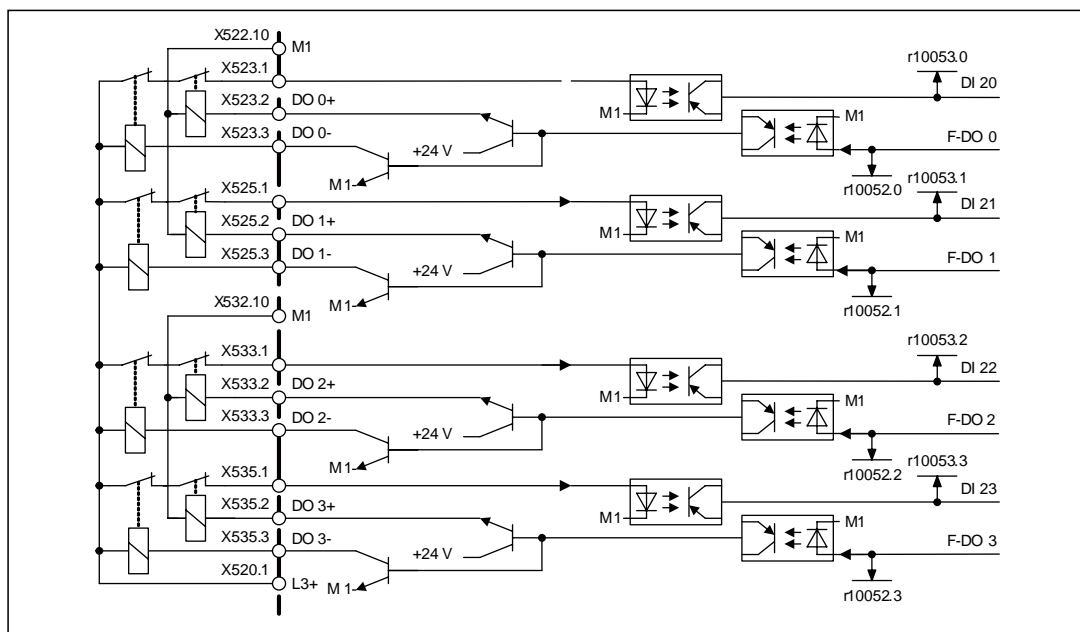 X522.10
M1
X523.1
r10053.0
DI 20
M1
X523.2
DO 0+
M1
X523.3
DO 0-
+24 V
F-DO 0
M1
r10052.0
X525.1
r10053.1
DI 21
M1
X525.2
DO 1+
M1
X525.3
DO 1-
+24 V
F-DO 1
M1
r10052.1
X532.10
M1
X533.1
r10053.2
DI 22
M1
X533.2
DO 2+
M1
X533.3
DO 2-
+24 V
F-DO 2
M1
r10052.2
X535.1
r10053.3
DI 23
M1
X535.2
DO 3+
M1
X535.3
DO 3-
+24 V
F-DO 3
X520.1
L3+
M1
r10052.3